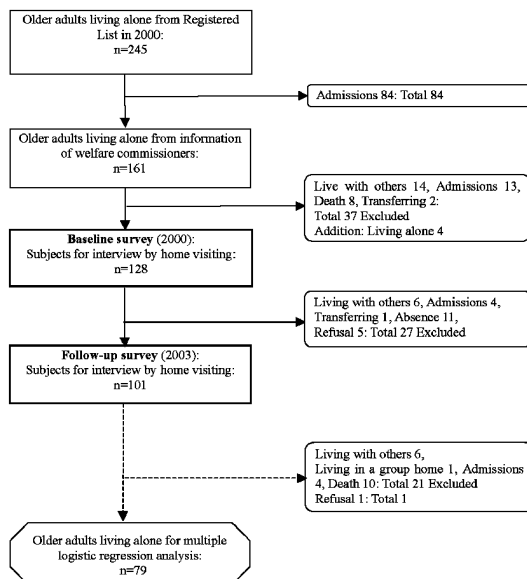 Older adults living alone from Registered
List in 2000:
n=245
Admissions 84: Total 84
Older adults living alone from information
of welfare commissioners:
n=161
Live with others 14, Admissions 13,
Death 8, Transferring 2:
Total 37 Excluded
Addition: Living alone 4
Baseline survey (2000):
Subjects for interview by home visiting:
n=128
Living with others 6, Admissions 4,
Transferring 1, Absence 11,
Refusal 5: Total 27 Excluded
Follow-up survey (2003):
Subjects for interview by home visiting:
n=101
Living with others 6,
Living in a group home 1, Admissions
4, Death 10: Total 21 Excluded
Refusal 1: Total 1
Older adults living alone for multiple
logistic regression analysis:
n=79